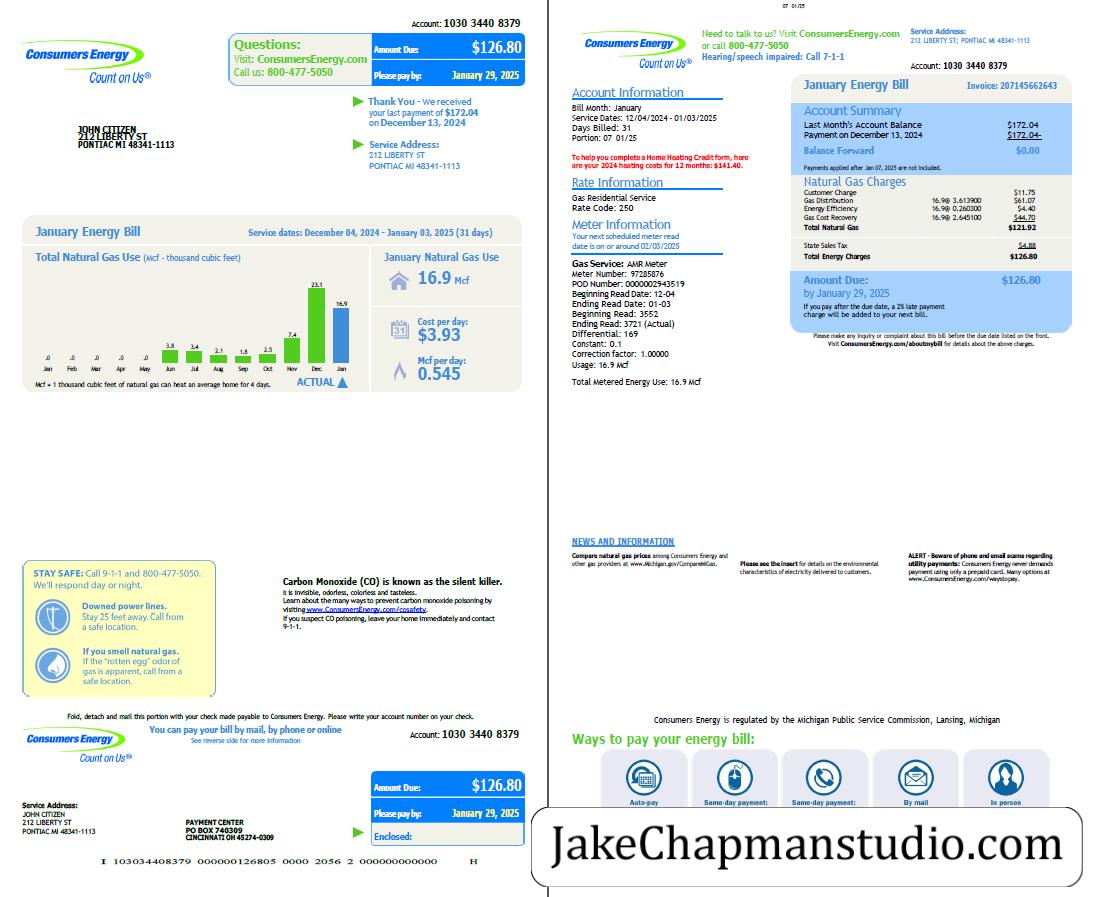 Account: 1030 3440 8379
Consumers Energy
Count on Us®
Questions:
Visit: ConsumersEnergy.com
Call us: 800-477-5050
Amount Due: $126.80
Please pay by: January 29, 2025
Thank You - We received
your last payment of $172.04
on December 13, 2024
JOHN CITIZEN
212 LIBERTY ST
PONTIAC MI 48341-1113
Service Address:
212 LIBERTY ST
PONTIAC MI 48341-1113
January Energy Bill
Service dates: December 04, 2024 - January 03, 2025 (31 days)
Total Natural Gas Use (Mcf - thousand cubic feet)
.0 .0 .0 .0 .0 3.8 3.4 2.1 1.8 2.5 7.4 23.1 16.9
Jan Feb Mar Apr May Jun Jul Aug Sep Oct Nov Dec Jan
Mcf = 1 thousand cubic feet of natural gas can heat an average home for 4 days.
ACTUAL
January Natural Gas Use
16.9 Mcf
31
Cost per day:
$3.93
Mcf per day:
0.545
STAY SAFE: Call 9-1-1 and 800-477-5050.
We'll respond day or night.
Downed power lines.
Stay 25 feet away. Call from
a safe location.
If you smell natural gas.
If the "rotten egg" odor of
gas is apparent, call from a
safe location.
Carbon Monoxide (CO) is known as the silent killer.
It is invisible, odorless, colorless and tasteless.
Learn about the many ways to prevent carbon monoxide poisoning by
visiting www.ConsumersEnergy.com/cosafety.
If you suspect CO poisoning, leave your home immediately and contact
9-1-1.
Fold, detach and mail this portion with your check made payable to Consumers Energy. Please write your account number on your check.
Consumers Energy
Count on Us®
You can pay your bill by mail, by phone or online
See reverse side for more information
Account: 1030 3440 8379
Amount Due: $126.80
Please pay by: January 29, 2025
Enclosed:
Service Address:
JOHN CITIZEN
212 LIBERTY ST
PONTIAC MI 48341-1113
PAYMENT CENTER
PO BOX 740309
CINCINNATI OH 45274-0309
I 103034408379 000000126805 0000 2056 2 000000000000 H
07 01/25
Consumers Energy
Count on Us®
Need to talk to us? Visit ConsumersEnergy.com
or call 800-477-5050
Hearing/speech impaired: Call 7-1-1
Service Address:
212 LIBERTY ST; PONTIAC MI 48341-1113
Account: 1030 3440 8379
Account Information
Bill Month: January
Service Dates: 12/04/2024 - 01/03/2025
Days Billed: 31
Portion: 07 01/25
To help you complete a Home Heating Credit form, here
are your 2024 heating costs for 12 months: $141.40.
Rate Information
Gas Residential Service
Rate Code: 250
Meter Information
Your next scheduled meter read
date is on or around 02/03/2025
Gas Service: AMR Meter
Meter Number: 97285876
POD Number: 0000002943519
Beginning Read Date: 12-04
Ending Read Date: 01-03
Beginning Read: 3552
Ending Read: 3721 (Actual)
Differential: 169
Constant: 0.1
Correction factor: 1.00000
Usage: 16.9 Mcf
Total Metered Energy Use: 16.9 Mcf
January Energy Bill Invoice: 207145662643
Account Summary
Last Month's Account Balance $172.04
Payment on December 13, 2024 $172.04-
Balance Forward $0.00
Payments applied after Jan 07, 2025 are not included.
Natural Gas Charges
Customer Charge $11.75
Gas Distribution 16.9@ 3.613900 $61.07
Energy Efficiency 16.9@ 0.260300 $4.40
Gas Cost Recovery 16.9@ 2.645100 $44.70
Total Natural Gas $121.92
State Sales Tax $4.88
Total Energy Charges $126.80
Amount Due: $126.80
by January 29, 2025
If you pay after the due date, a 2% late payment
charge will be added to your next bill.
Please make any inquiry or complaint about this bill before the due date listed on the front.
Visit ConsumersEnergy.com/aboutmybill for details about the above charges.
NEWS AND INFORMATION
Compare natural gas prices among Consumers Energy and
other gas providers at www.Michigan.gov/CompareMIGas.
Please see the insert for details on the environmental
characteristics of electricity delivered to customers.
ALERT - Beware of phone and email scams regarding
utility payments: Consumers Energy never demands
payment using only a prepaid card. Many options at
www.ConsumersEnergy.com/waystopay.
Consumers Energy is regulated by the Michigan Public Service Commission, Lansing, Michigan
Ways to pay your energy bill:
Auto-pay
Same-day payment:
Same-day payment:
By mail
In person
JakeChapmanstudio.com